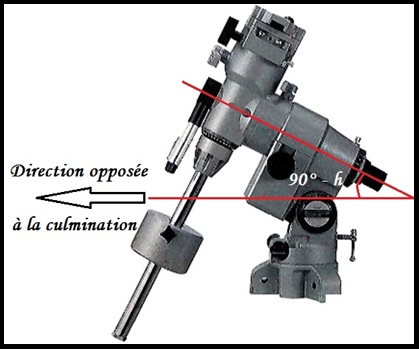 Direction opposée
à la culmination
90° - h